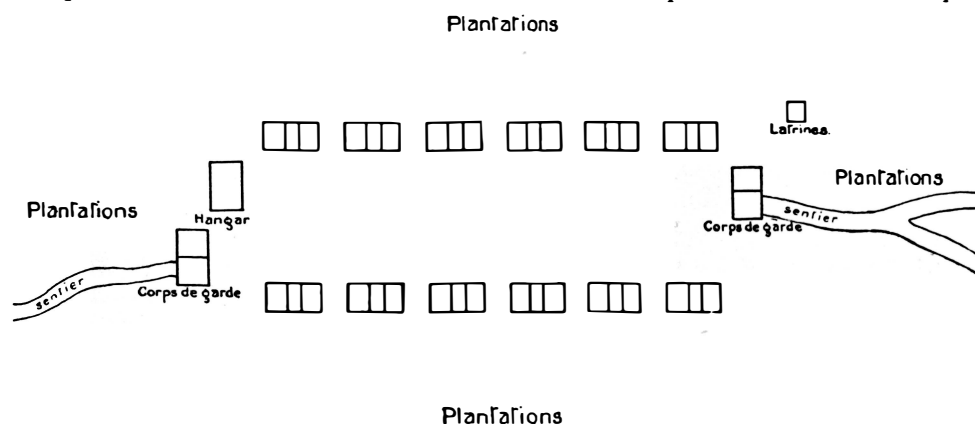 Plantations
Latrines.
Plantations
Plantations
Hangar
sentier
Corps de garde
sentier
Corps de garde
Plantations